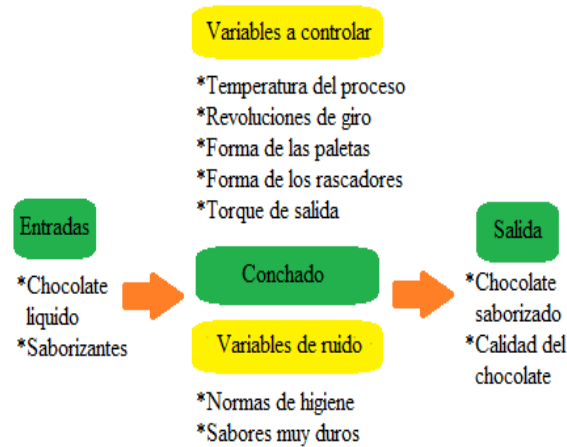 Variables a controlar
*Temperatura del proceso
*Revoluciones de giro
*Forma de las paletas
*Forma de los rascadores
*Torque de salida
Entradas
*Chocolate
liquido
*Saborizantes
Conchado
Salida
*Chocolate
saborizado
*Calidad del
chocolate
Variables de ruido
*Normas de higiene
*Sabores muy duros